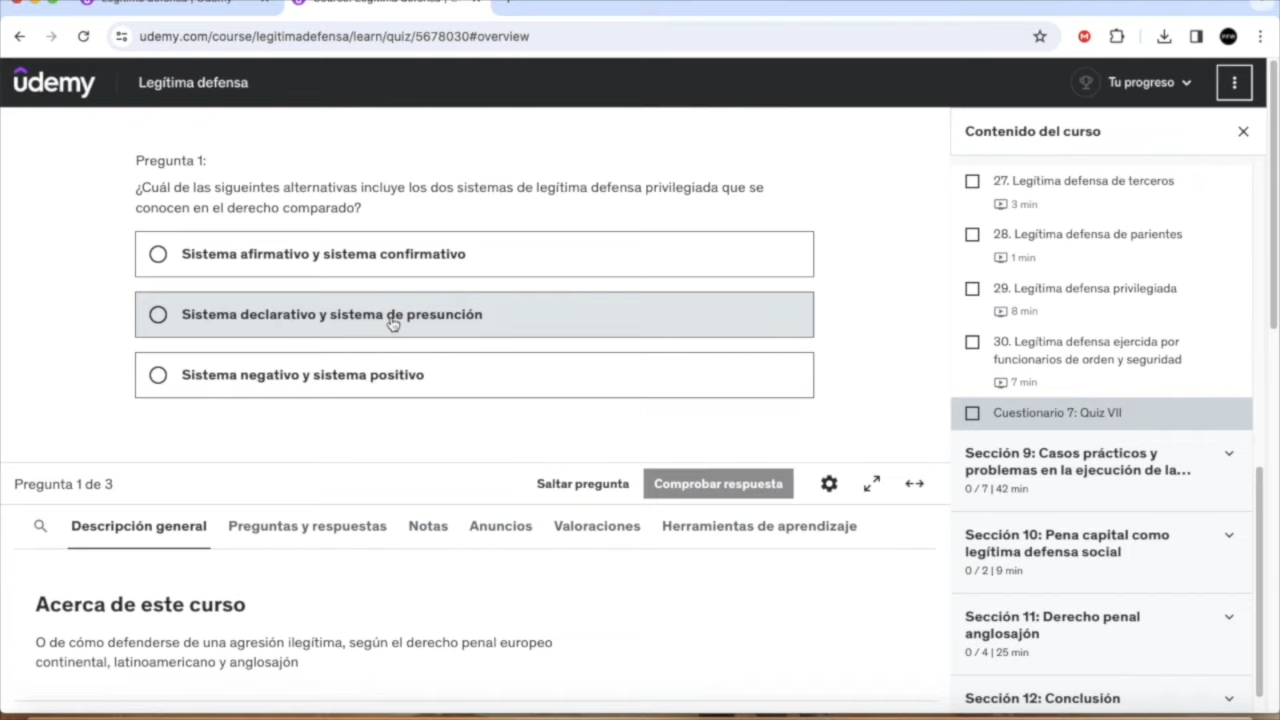 udemy.com/course/legitimadefensa/learn/quiz/5678030#overview
ûdemy
Legítima defensa
Tu progreso
Pregunta 1:
¿Cuál de las sigueintes alternativas incluye los dos sistemas de legítima defensa privilegiada que se
conocen en el derecho comparado?
Sistema afirmativo y sistema confirmativo
Sistema declarativo y sistema de presunción
Sistema negativo y sistema positivo
Pregunta 1 de 3
Saltar pregunta
Comprobar respuesta
Descripción general
Preguntas y respuestas
Notas
Anuncios
Valoraciones
Herramientas de aprendizaje
Acerca de este curso
O de cómo defenderse de una agresión ilegítima, según el derecho penal europeo
continental, latinoamericano y anglosajón
Contenido del curso
27. Legítima defensa de terceros
3 min
28. Legítima defensa de parientes
1 min
29. Legítima defensa privilegiada
8 min
30. Legítima defensa ejercida por
funcionarios de orden y seguridad
7 min
Cuestionario 7: Quiz VII
Sección 9: Casos prácticos y
problemas en la ejecución de la...
0 / 7 | 42 min
Sección 10: Pena capital como
legítima defensa social
0 / 2 | 9 min
Sección 11: Derecho penal
anglosajón
0 / 4 | 25 min
Sección 12: Conclusión